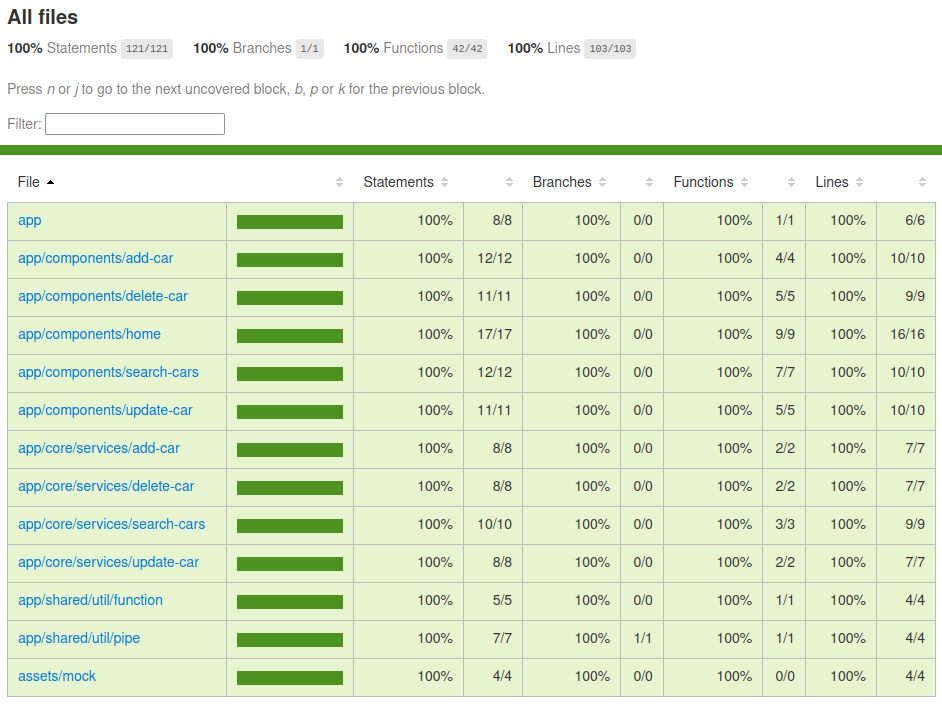 All files
100% Statements 121/121 100% Branches 1/1 100% Functions 42/42 100% Lines 103/103
Press n or j to go to the next uncovered block, b, p or k for the previous block.
Filter:
File Statements Branches Functions Lines
app 100% 8/8 100% 0/0 100% 1/1 100% 6/6
app/components/add-car 100% 12/12 100% 0/0 100% 4/4 100% 10/10
app/components/delete-car 100% 11/11 100% 0/0 100% 5/5 100% 9/9
app/components/home 100% 17/17 100% 0/0 100% 9/9 100% 16/16
app/components/search-cars 100% 12/12 100% 0/0 100% 7/7 100% 10/10
app/components/update-car 100% 11/11 100% 0/0 100% 5/5 100% 10/10
app/core/services/add-car 100% 8/8 100% 0/0 100% 2/2 100% 7/7
app/core/services/delete-car 100% 8/8 100% 0/0 100% 2/2 100% 7/7
app/core/services/search-cars 100% 10/10 100% 0/0 100% 3/3 100% 9/9
app/core/services/update-car 100% 8/8 100% 0/0 100% 2/2 100% 7/7
app/shared/util/function 100% 5/5 100% 0/0 100% 1/1 100% 4/4
app/shared/util/pipe 100% 7/7 100% 1/1 100% 1/1 100% 4/4
assets/mock 100% 4/4 100% 0/0 100% 0/0 100% 4/4